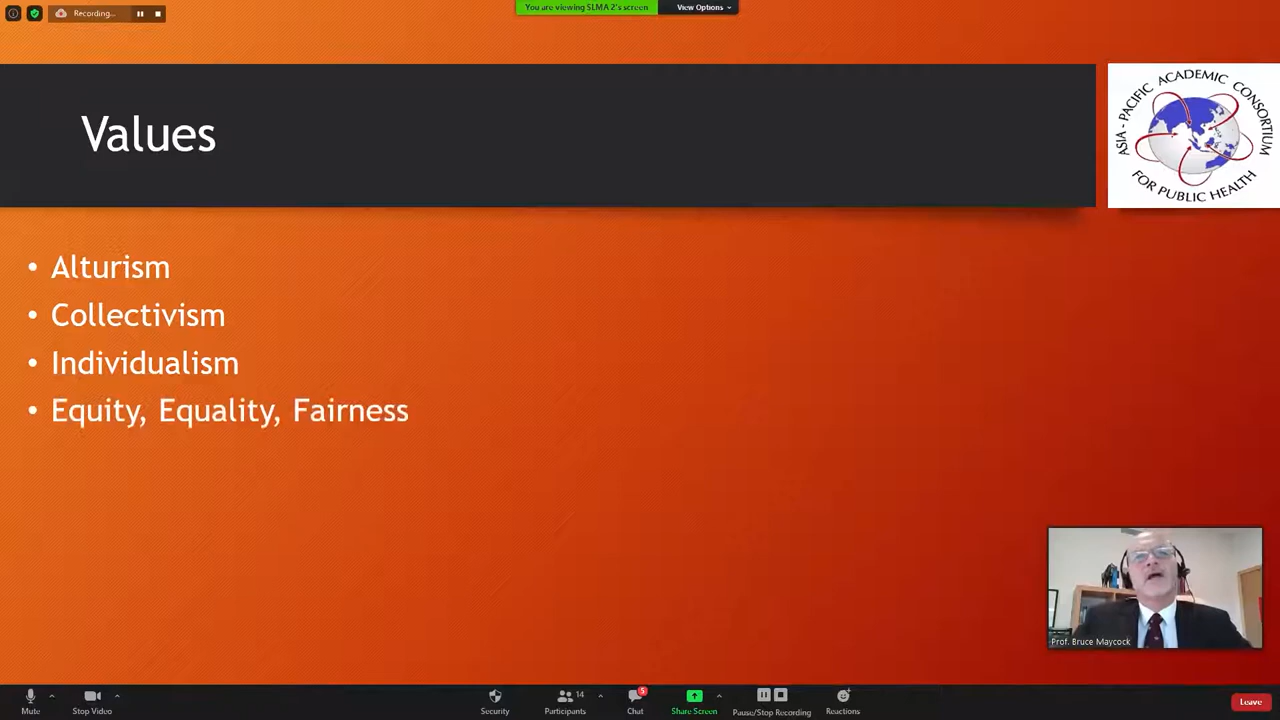 Recording...
You are viewing SLMA 2's screen
View Options
Values
ASIA - PACIFIC ACADEMIC CONSORTIUM
FOR PUBLIC HEALTH
• Alturism
• Collectivism
• Individualism
• Equity, Equality, Fairness
Prof. Bruce Maycock
Mute
Stop Video
Security
Participants
14
Chat
5
Share Screen
Pause/Stop Recording
Reactions
Leave